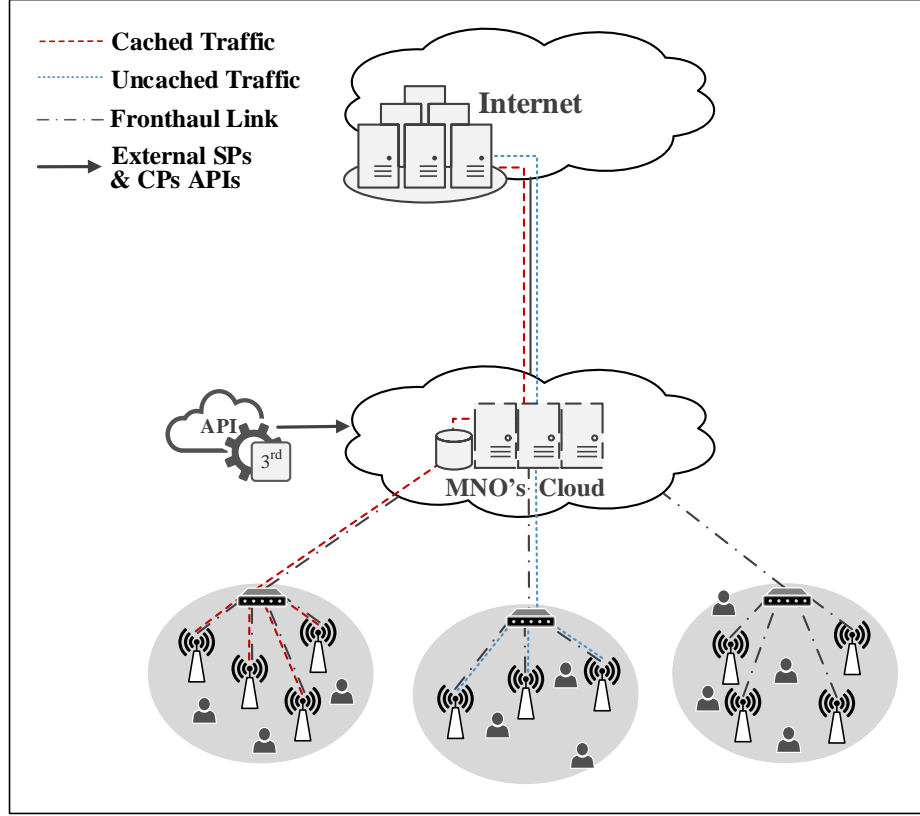 Cached Traffic
Uncached Traffic
Fronthaul Link
External SPs
& CPs APIs
Internet
API
3rd
MNO's Cloud